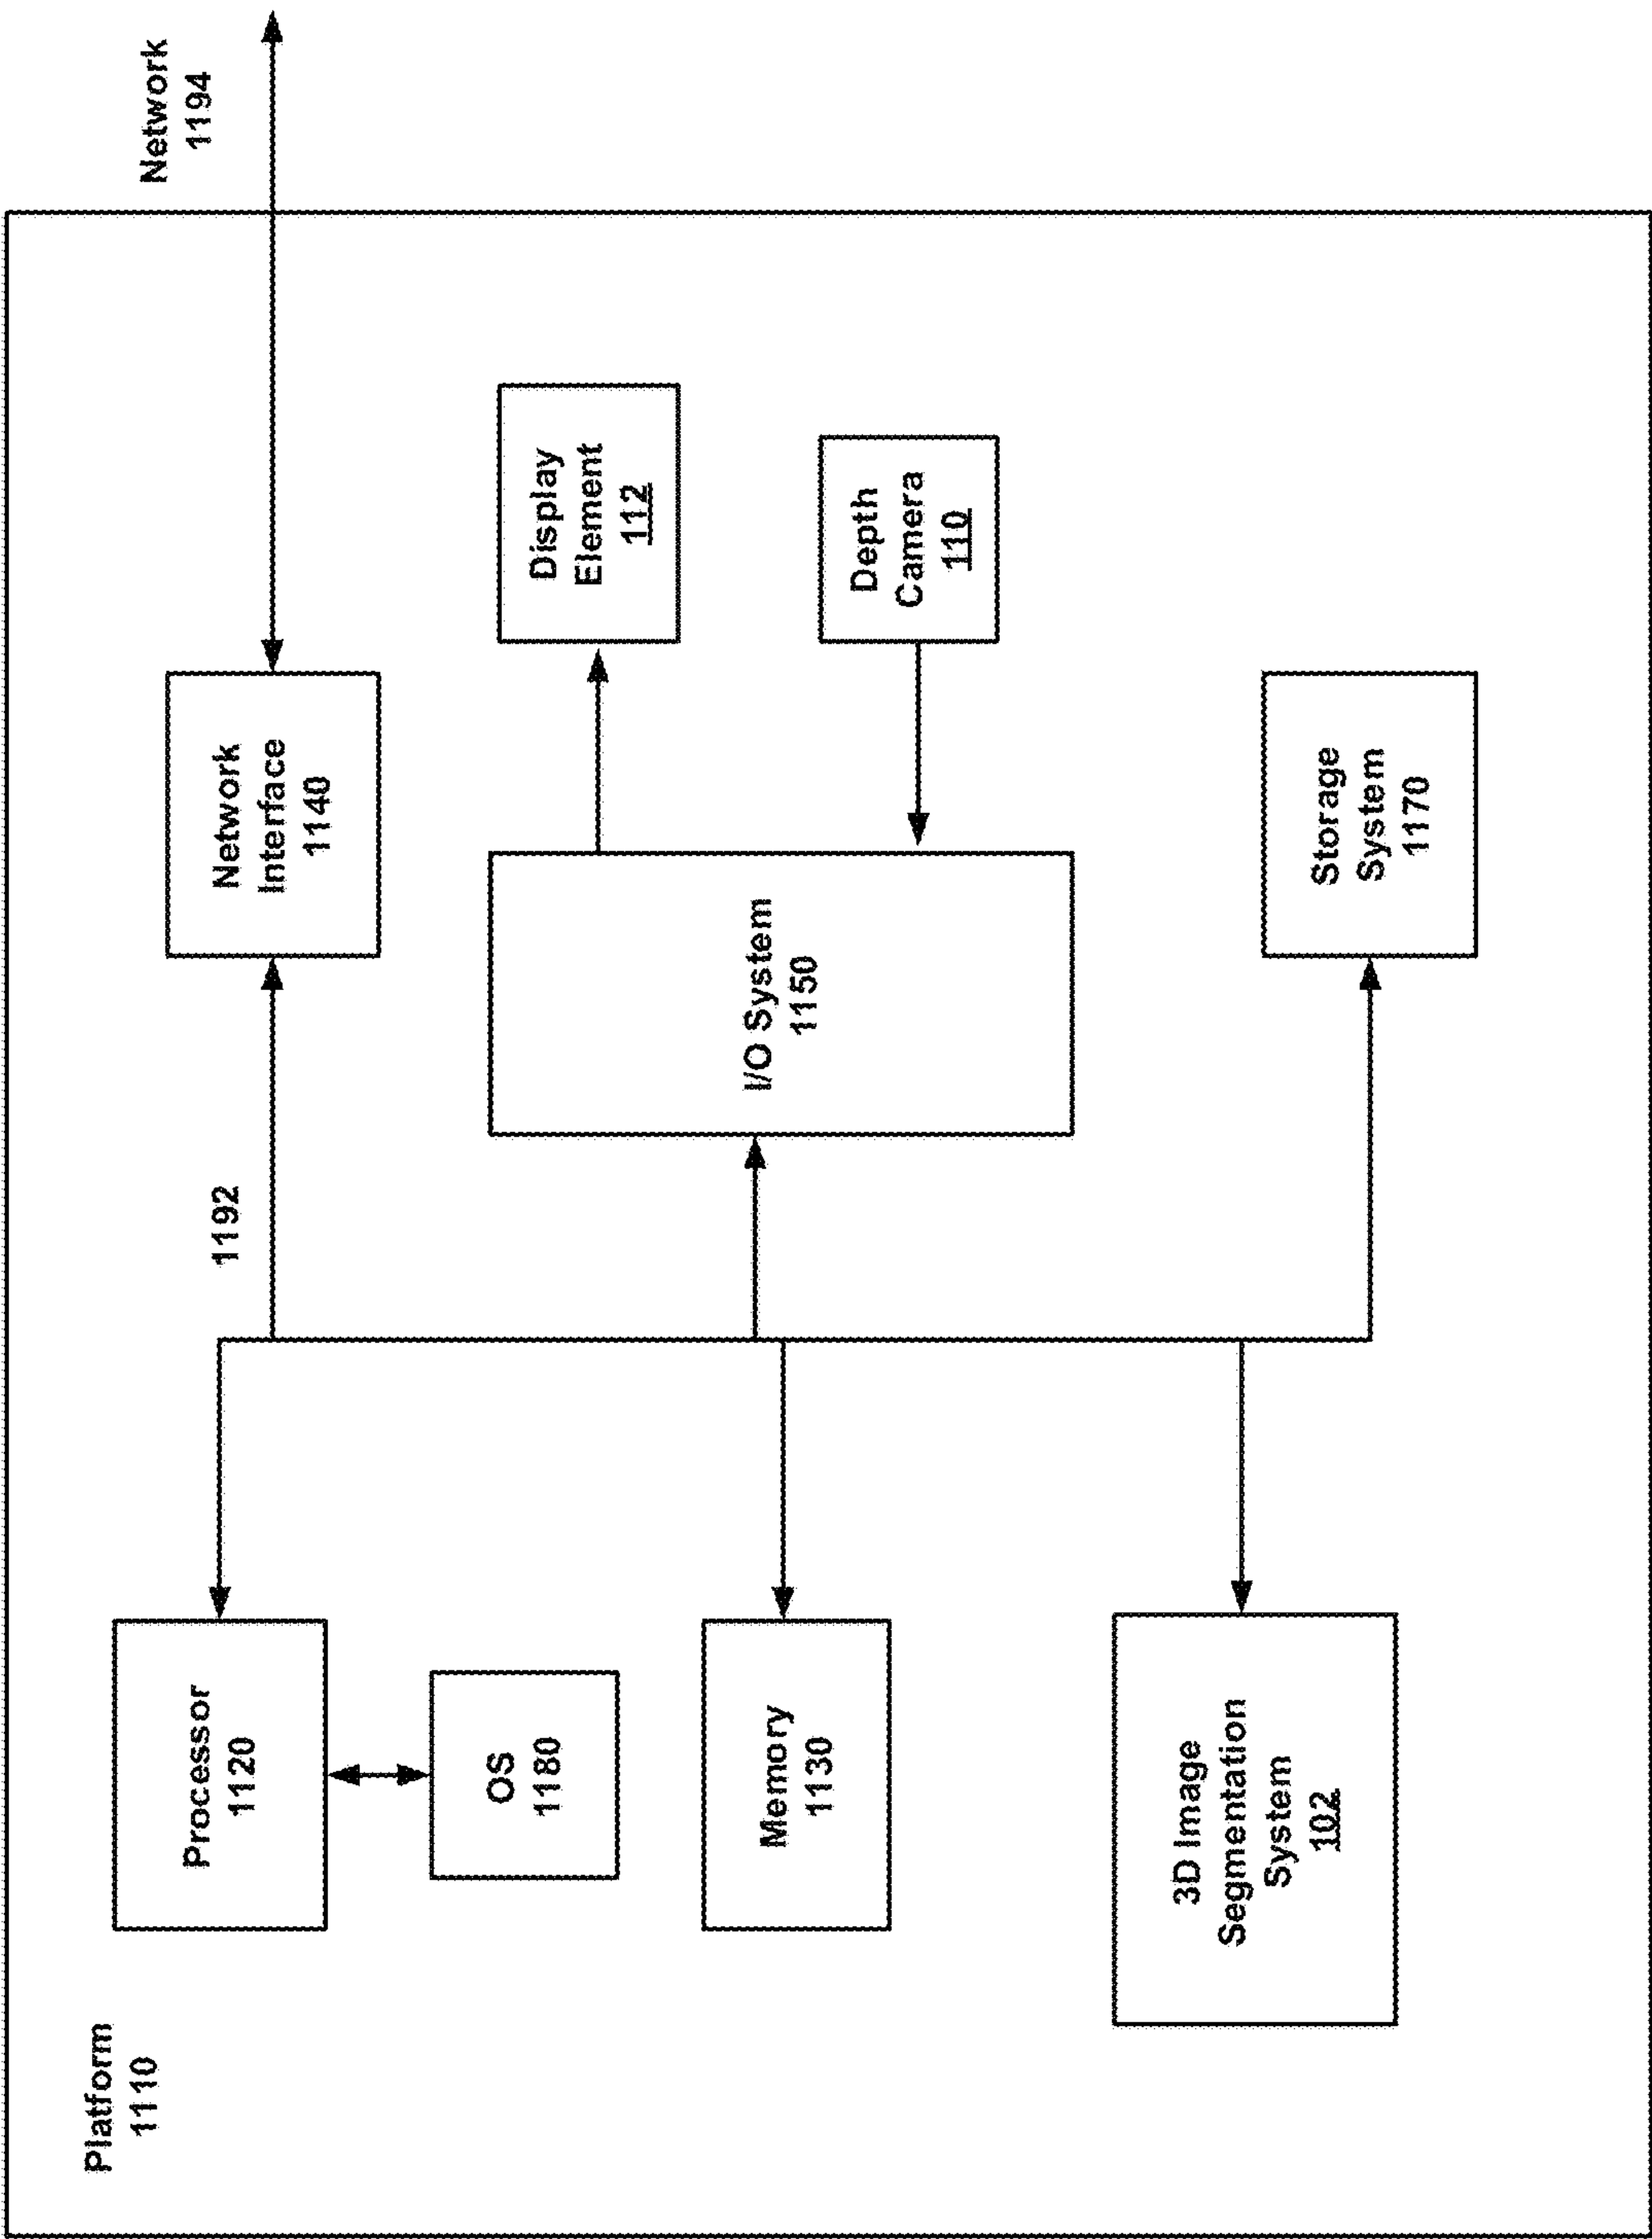 Platform
1110
Processor
1120
OS
1180
Memory
1130
3D Image
Segmentation
System
102
1192
Network
Interface
1140
I/O System
1150
Storage
System
1170
Display
Element
112
Depth
Camera
110
Network
1194